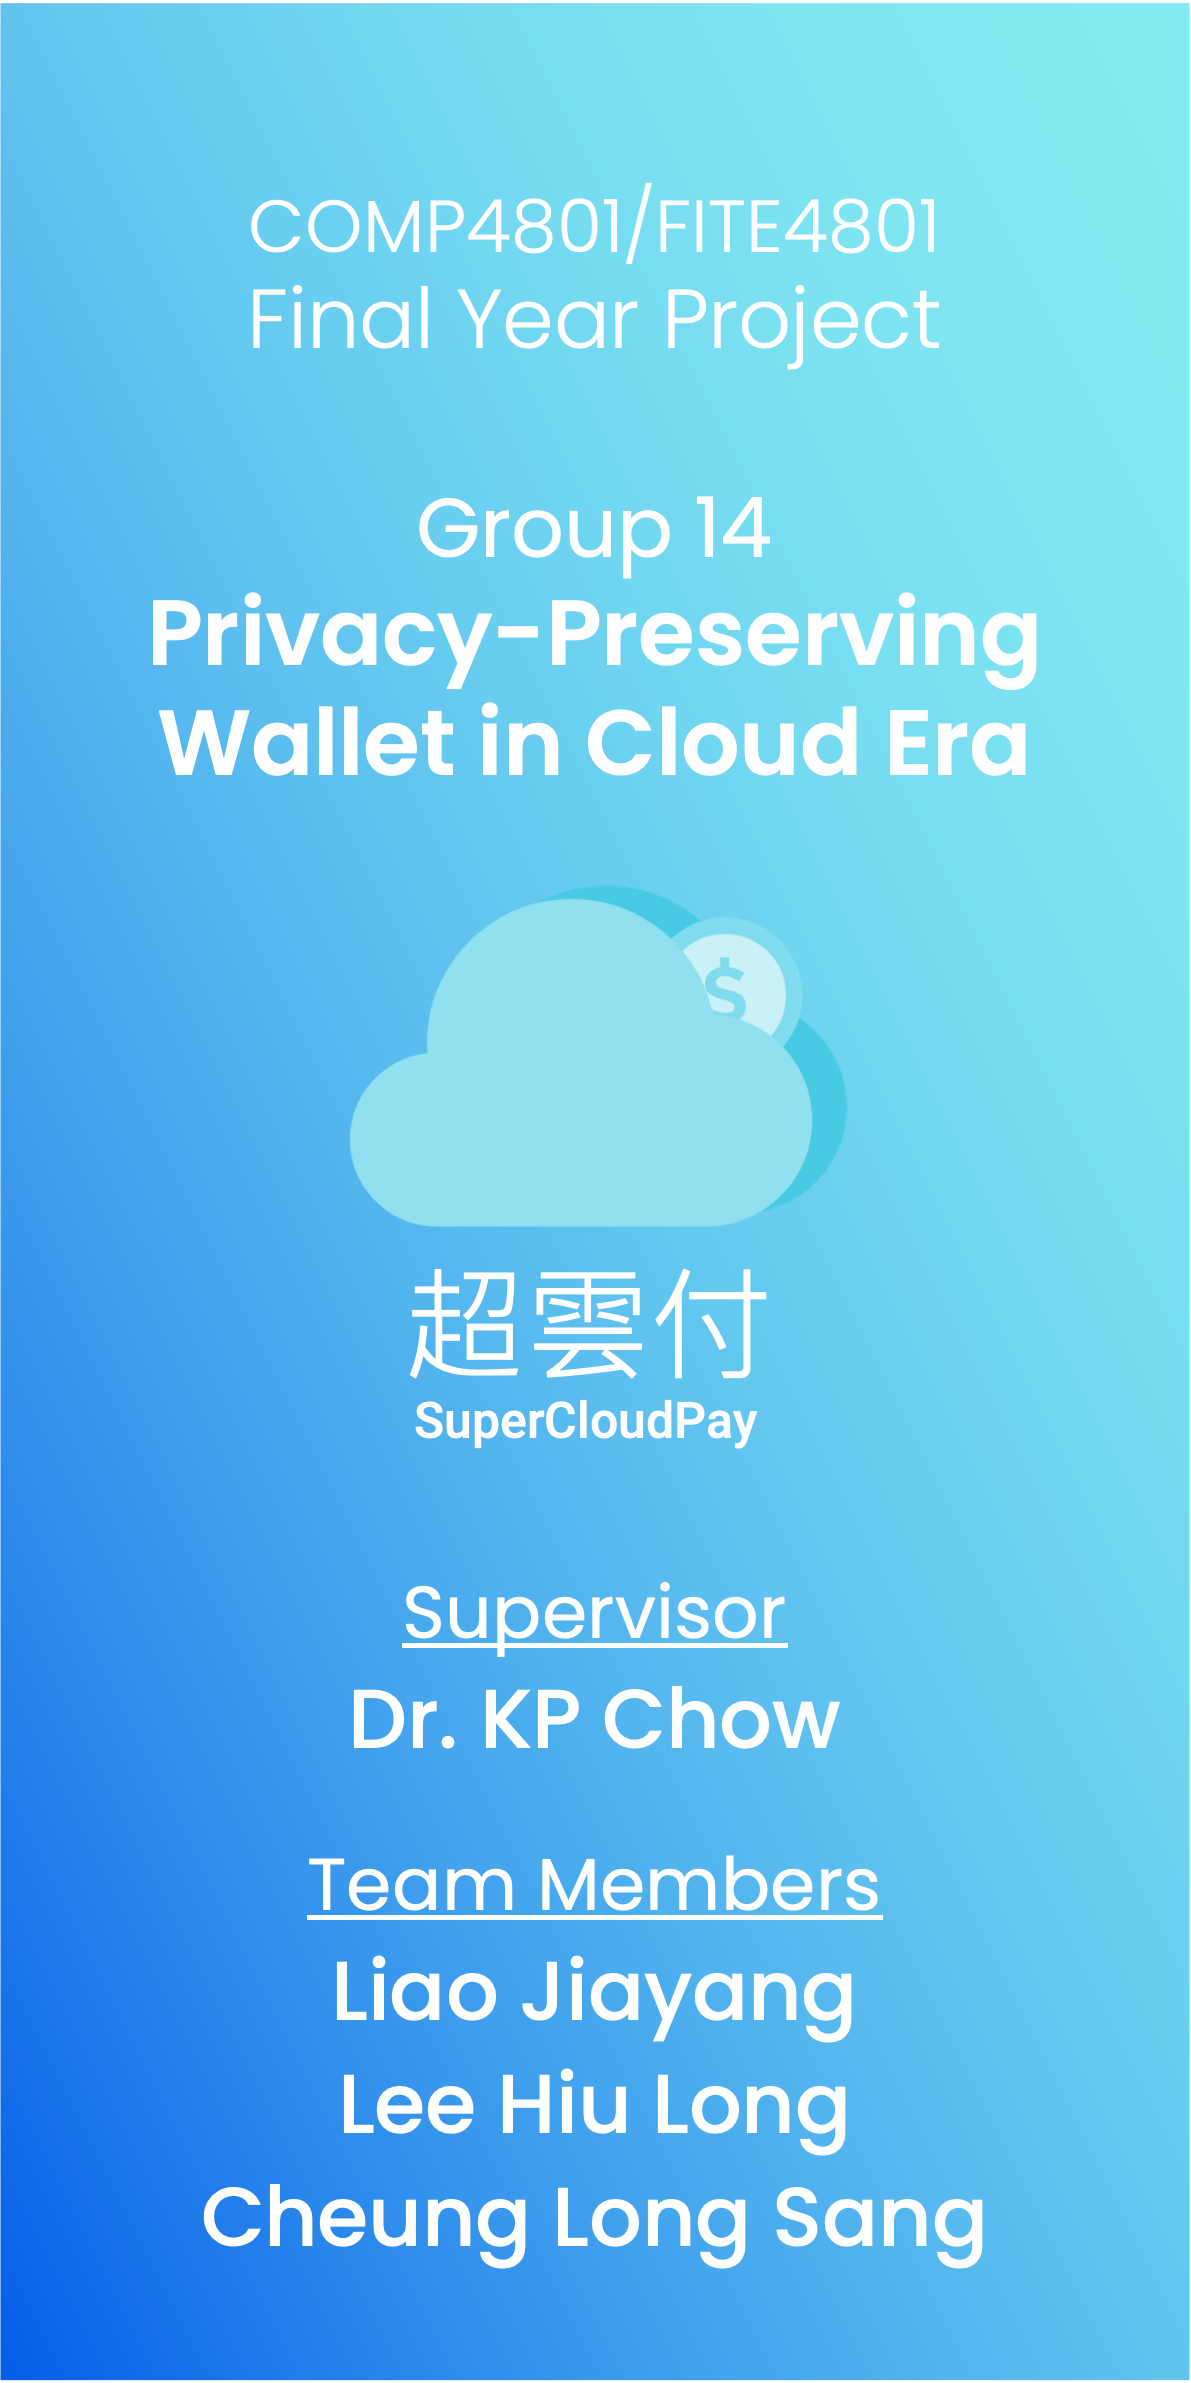 COMP4801/FITE4801
Final Year Project
Group 14
Privacy-Preserving
Wallet in Cloud Era
$
超雲付
SuperCloudPay
Supervisor
Dr. KP Chow
Team Members
Liao Jiayang
Lee Hiu Long
Cheung Long Sang